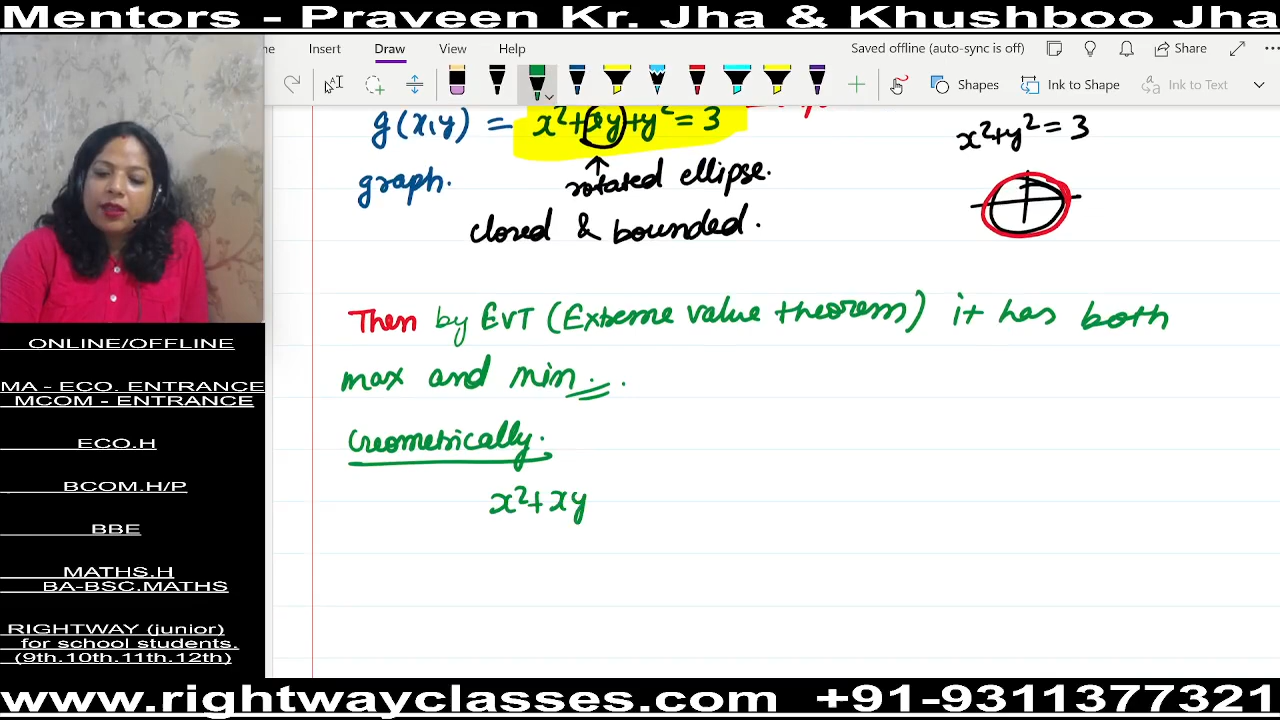 Mentors - Praveen Kr. Jha & Khushboo Jha
Insert Draw View Help
Saved offline (auto-sync is off)
Share
Shapes
Ink to Shape
Ink to Text
g(x,y) = x²+xy+y²=3
x²+y²=3
graph.
rotated ellipse.
closed & bounded.
Then by EVT (Extreme value theorem) it has both
max and min..
Geometrically.
x²+xy
ONLINE/OFFLINE
MA - ECO. ENTRANCE
MCOM - ENTRANCE
ECO.H
BCOM.H/P
BBE
MATHS.H
BA-BSC.MATHS
RIGHTWAY (junior)
for school students.
(9th.10th.11th.12th)
www.rightwayclasses.com +91-9311377321